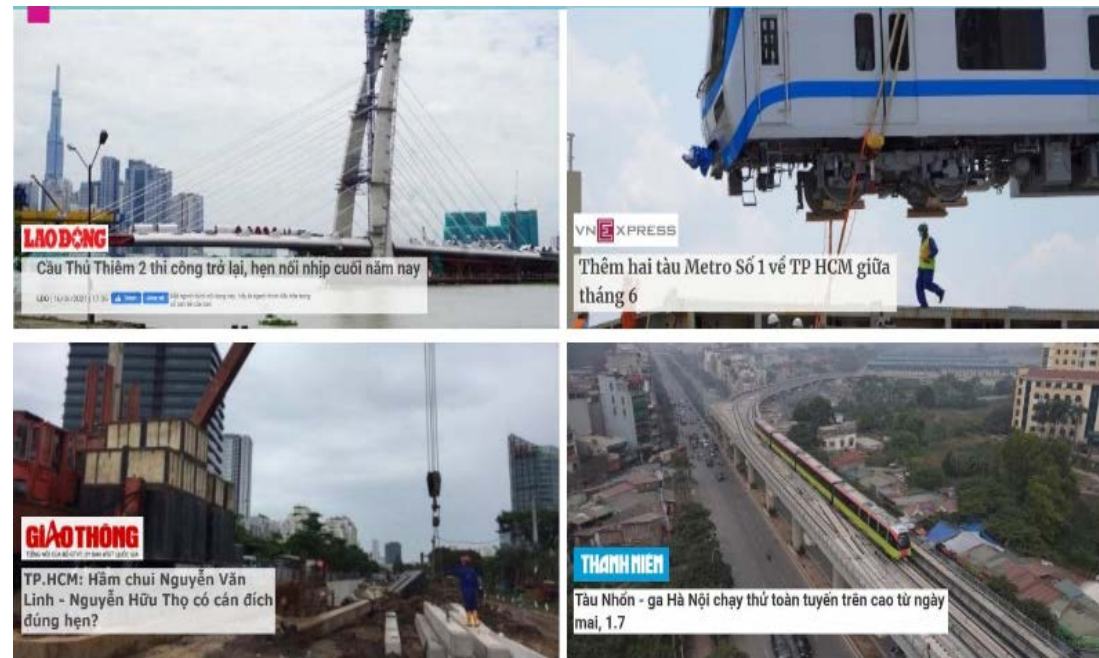 LAO ĐỘNG
Cầu Thủ Thiêm 2 thi công trở lại, hẹn nối nhịp cuối năm nay
VNEXPRESS
Thêm hai tàu Metro Số 1 về TP HCM giữa
tháng 6
GIAO THÔNG
TP.HCM: Hầm chui Nguyễn Văn
Linh - Nguyễn Hữu Thọ có cán đích
đúng hẹn?
THANH NIÊN
Tàu Nhổn - ga Hà Nội chạy thử toàn tuyến trên cao từ ngày
mai, 1.7